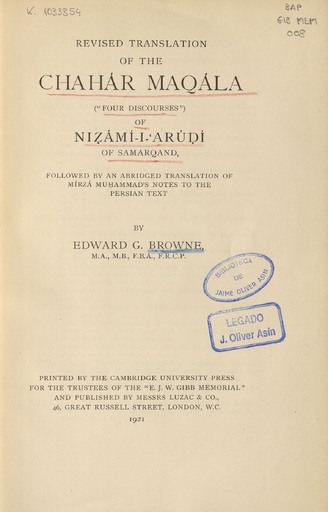 K. 1033354
BAP
GIB MEM
008
REVISED TRANSLATION
OF THE
CHAHÁR MAQÁLA
("FOUR DISCOURSES")
OF
NIẒÁMÍ-I-‘ARÚḌÍ
OF SAMARQAND,
FOLLOWED BY AN ABRIDGED TRANSLATION OF
MÍRZÁ MUḤAMMAD'S NOTES TO THE
PERSIAN TEXT
BY
EDWARD G. BROWNE,
M.A., M.B., F.B.A., F.R.C.P.
BIBLIOTECA
DE
JAIME OLIVER ASÍN
LEGADO
J. Oliver Asín
PRINTED BY THE CAMBRIDGE UNIVERSITY PRESS
FOR THE TRUSTEES OF THE "E. J. W. GIBB MEMORIAL"
AND PUBLISHED BY MESSRS LUZAC & CO.,
46, GREAT RUSSELL STREET, LONDON, W.C.
1921